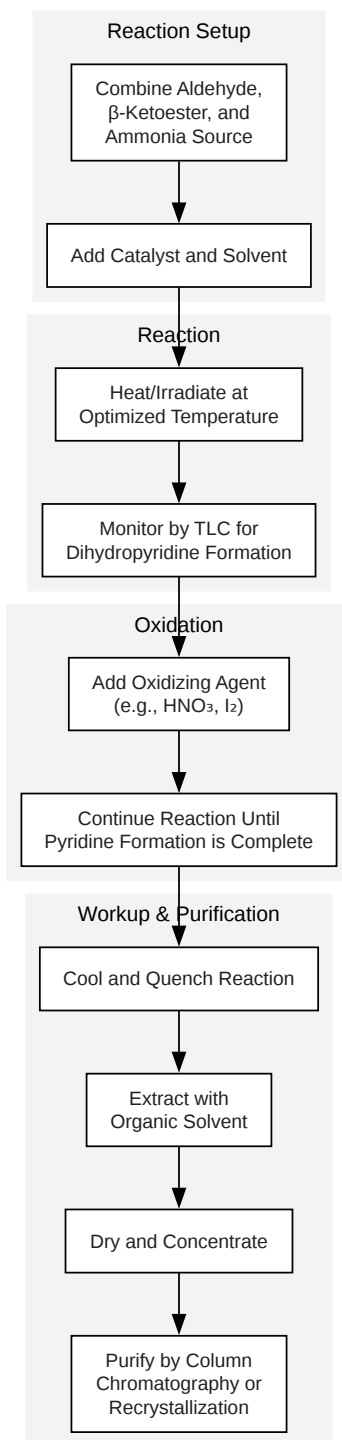 Reaction Setup
Combine Aldehyde,
β-Ketoester, and
Ammonia Source
Add Catalyst and Solvent
Reaction
Heat/Irradiate at
Optimized Temperature
Monitor by TLC for
Dihydropyridine Formation
Oxidation
Add Oxidizing Agent
(e.g., HNO₃, I₂)
Continue Reaction Until
Pyridine Formation is Complete
Workup & Purification
Cool and Quench Reaction
Extract with
Organic Solvent
Dry and Concentrate
Purify by Column
Chromatography or
Recrystallization